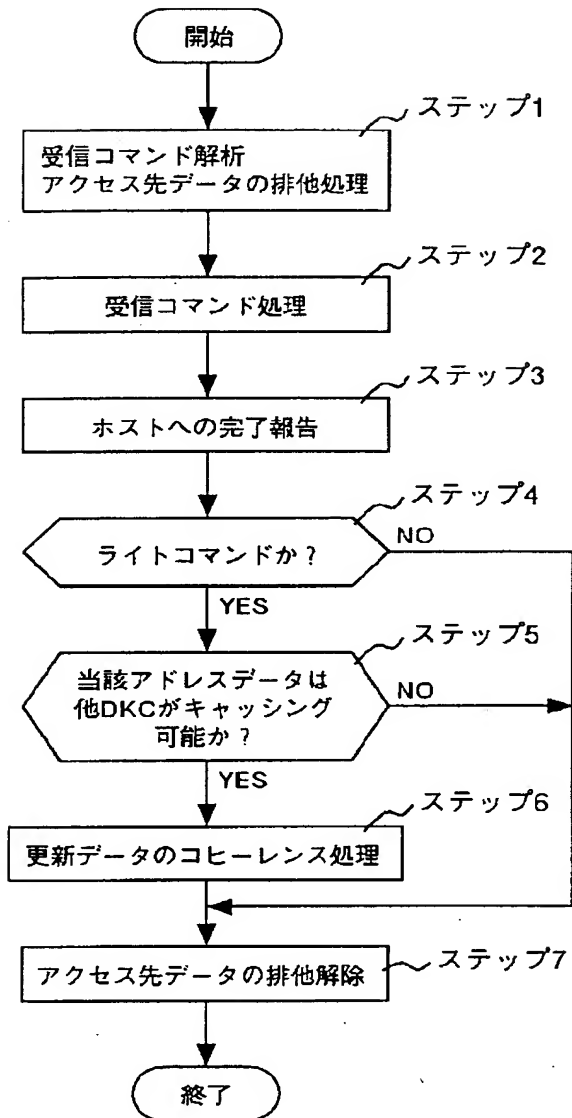 開始
ステップ1
受信コマンド解析
アクセス先データの排他処理
ステップ2
受信コマンド処理
ステップ3
ホストへの完了報告
ステップ4
ライトコマンドか？
NO
YES
ステップ5
当該アドレスデータは
他DKCがキャッシング
可能か？
NO
YES
ステップ6
更新データのコヒーレンス処理
アクセス先データの排他解除
ステップ7
終了